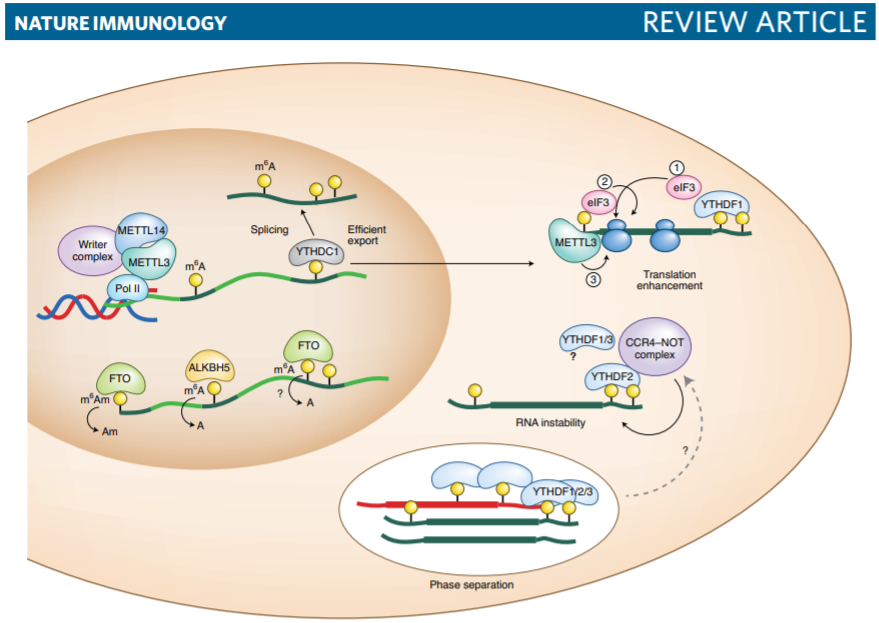 NATURE IMMUNOLOGY
REVIEW ARTICLE
m⁶A
Splicing
Efficient
export
YTHDC1
METTL14
Writer
complex
METTL3
Pol II
m⁶A
FTO
m⁶Am
Am
ALKBH5
m⁶A
A
FTO
m⁶A
?
A
1
2
eIF3
eIF3
YTHDF1
METTL3
3
Translation
enhancement
YTHDF1/3
?
CCR4–NOT
complex
YTHDF2
RNA instability
?
YTHDF1/2/3
Phase separation